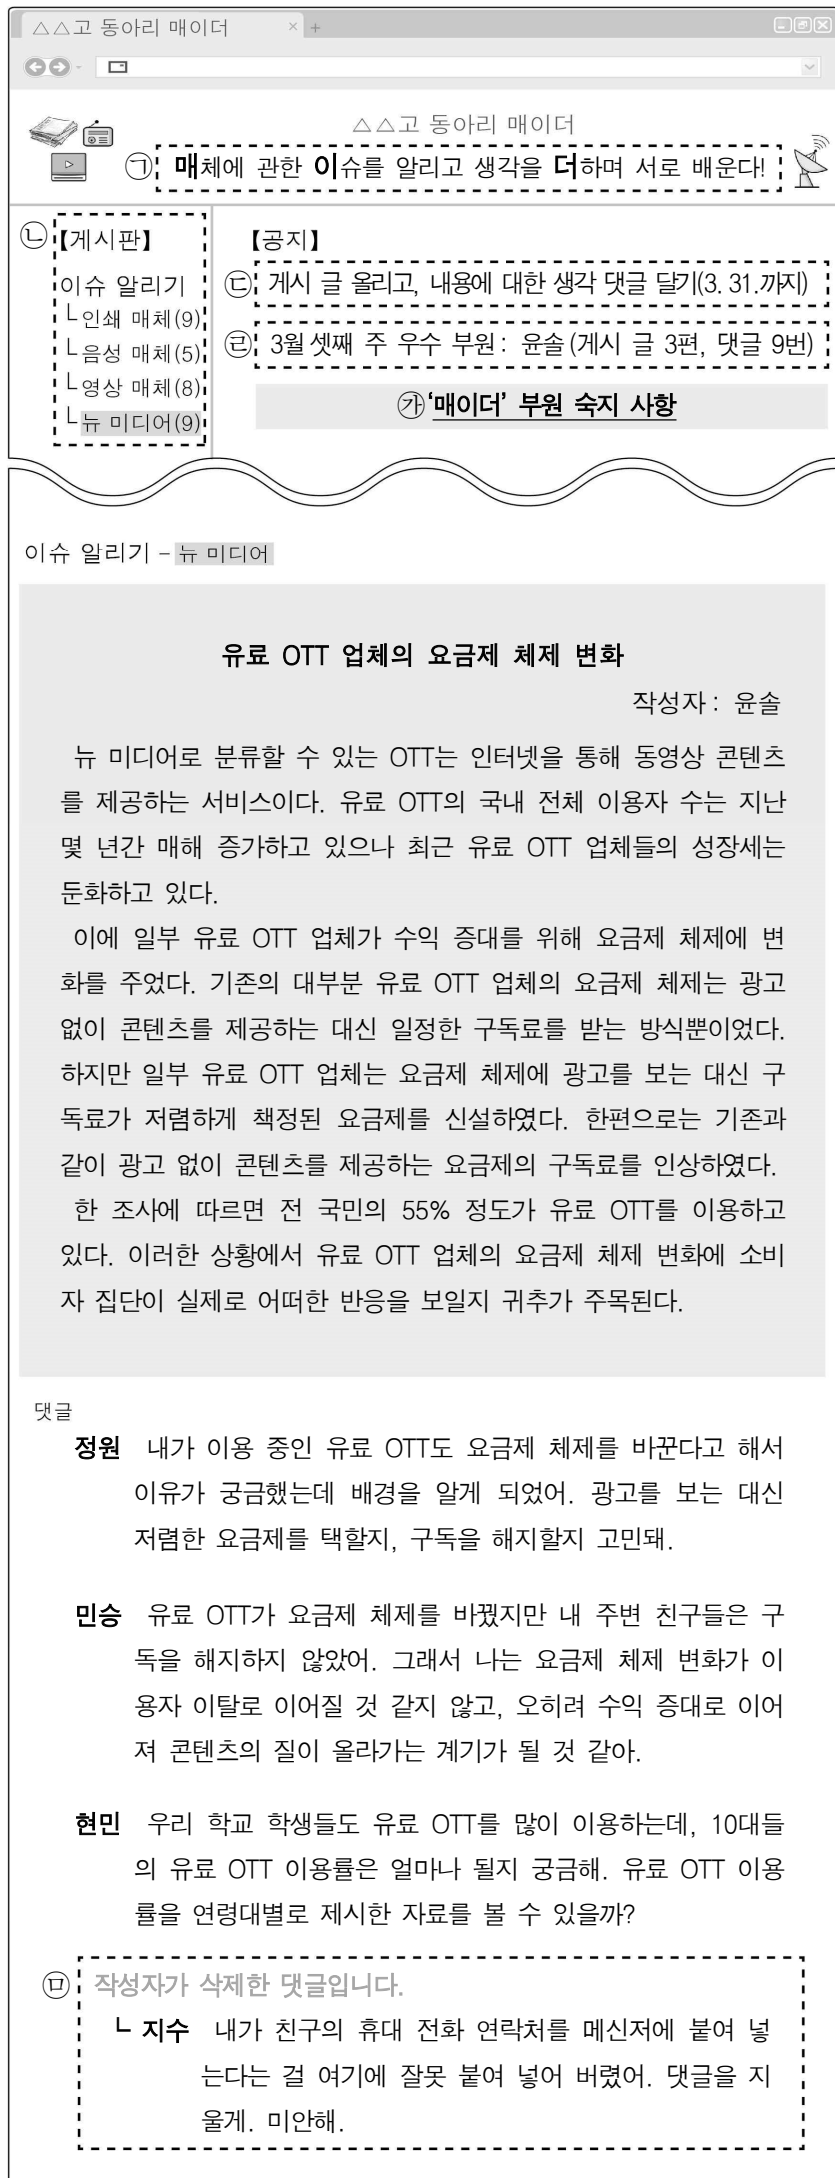 △△고 동아리 매이더 × +
△△고 동아리 매이더
㉠ 매체에 관한 이슈를 알리고 생각을 더하며 서로 배운다!
㉡ 【게시판】
이슈 알리기
└ 인쇄 매체(9)
└ 음성 매체(5)
└ 영상 매체(8)
└ 뉴 미디어(9)
【공지】
㉢ 게시 글 올리고, 내용에 대한 생각 댓글 달기(3. 31.까지)
㉣ 3월 셋째 주 우수 부원 : 윤솔(게시 글 3편, 댓글 9번)
㉮ '매이더' 부원 숙지 사항
이슈 알리기 – 뉴 미디어
유료 OTT 업체의 요금제 체제 변화
작성자 : 윤솔
뉴 미디어로 분류할 수 있는 OTT는 인터넷을 통해 동영상 콘텐츠
를 제공하는 서비스이다. 유료 OTT의 국내 전체 이용자 수는 지난
몇 년간 매해 증가하고 있으나 최근 유료 OTT 업체들의 성장세는
둔화하고 있다.
이에 일부 유료 OTT 업체가 수익 증대를 위해 요금제 체제에 변
화를 주었다. 기존의 대부분 유료 OTT 업체의 요금제 체제는 광고
없이 콘텐츠를 제공하는 대신 일정한 구독료를 받는 방식뿐이었다.
하지만 일부 유료 OTT 업체는 요금제 체제에 광고를 보는 대신 구
독료가 저렴하게 책정된 요금제를 신설하였다. 한편으로는 기존과
같이 광고 없이 콘텐츠를 제공하는 요금제의 구독료를 인상하였다.
한 조사에 따르면 전 국민의 55% 정도가 유료 OTT를 이용하고
있다. 이러한 상황에서 유료 OTT 업체의 요금제 체제 변화에 소비
자 집단이 실제로 어떠한 반응을 보일지 귀추가 주목된다.
댓글
정원 내가 이용 중인 유료 OTT도 요금제 체제를 바꾼다고 해서
이유가 궁금했는데 배경을 알게 되었어. 광고를 보는 대신
저렴한 요금제를 택할지, 구독을 해지할지 고민돼.
민승 유료 OTT가 요금제 체제를 바꿨지만 내 주변 친구들은 구
독을 해지하지 않았어. 그래서 나는 요금제 체제 변화가 이
용자 이탈로 이어질 것 같지 않고, 오히려 수익 증대로 이어
져 콘텐츠의 질이 올라가는 계기가 될 것 같아.
현민 우리 학교 학생들도 유료 OTT를 많이 이용하는데, 10대들
의 유료 OTT 이용률은 얼마나 될지 궁금해. 유료 OTT 이용
률을 연령대별로 제시한 자료를 볼 수 있을까?
㉤ 작성자가 삭제한 댓글입니다.
└ 지수 내가 친구의 휴대 전화 연락처를 메신저에 붙여 넣
는다는 걸 여기에 잘못 붙여 넣어 버렸어. 댓글을 지
울게. 미안해.